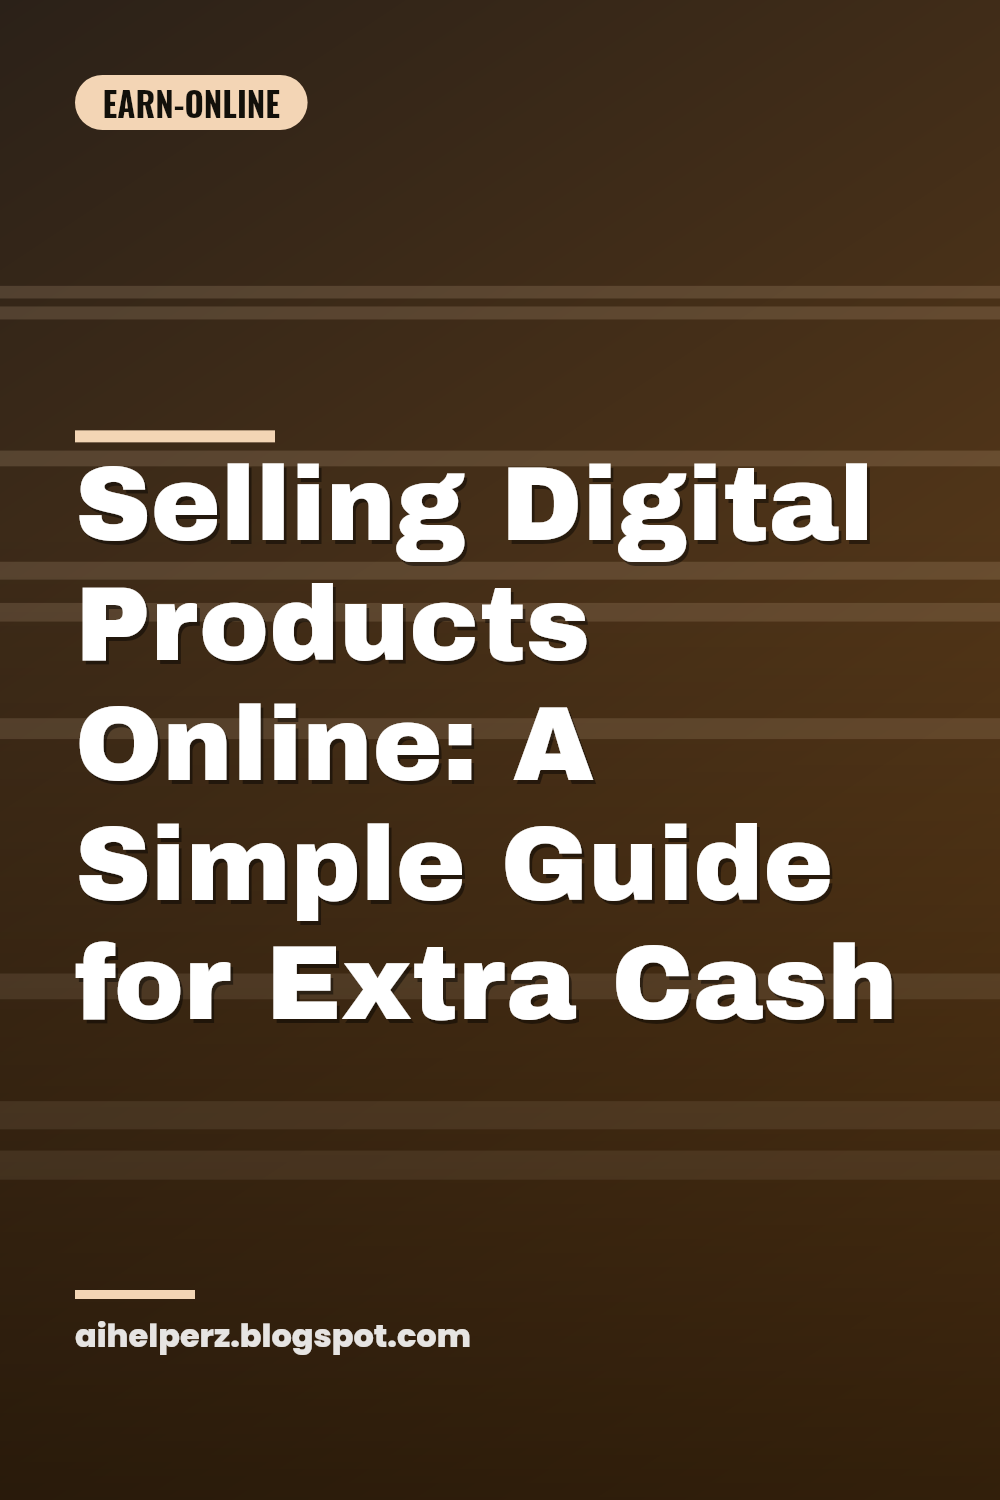 EARN-ONLINE
Selling Digital
Products
Online: A
Simple Guide
for Extra Cash
aihelperz.blogspot.com